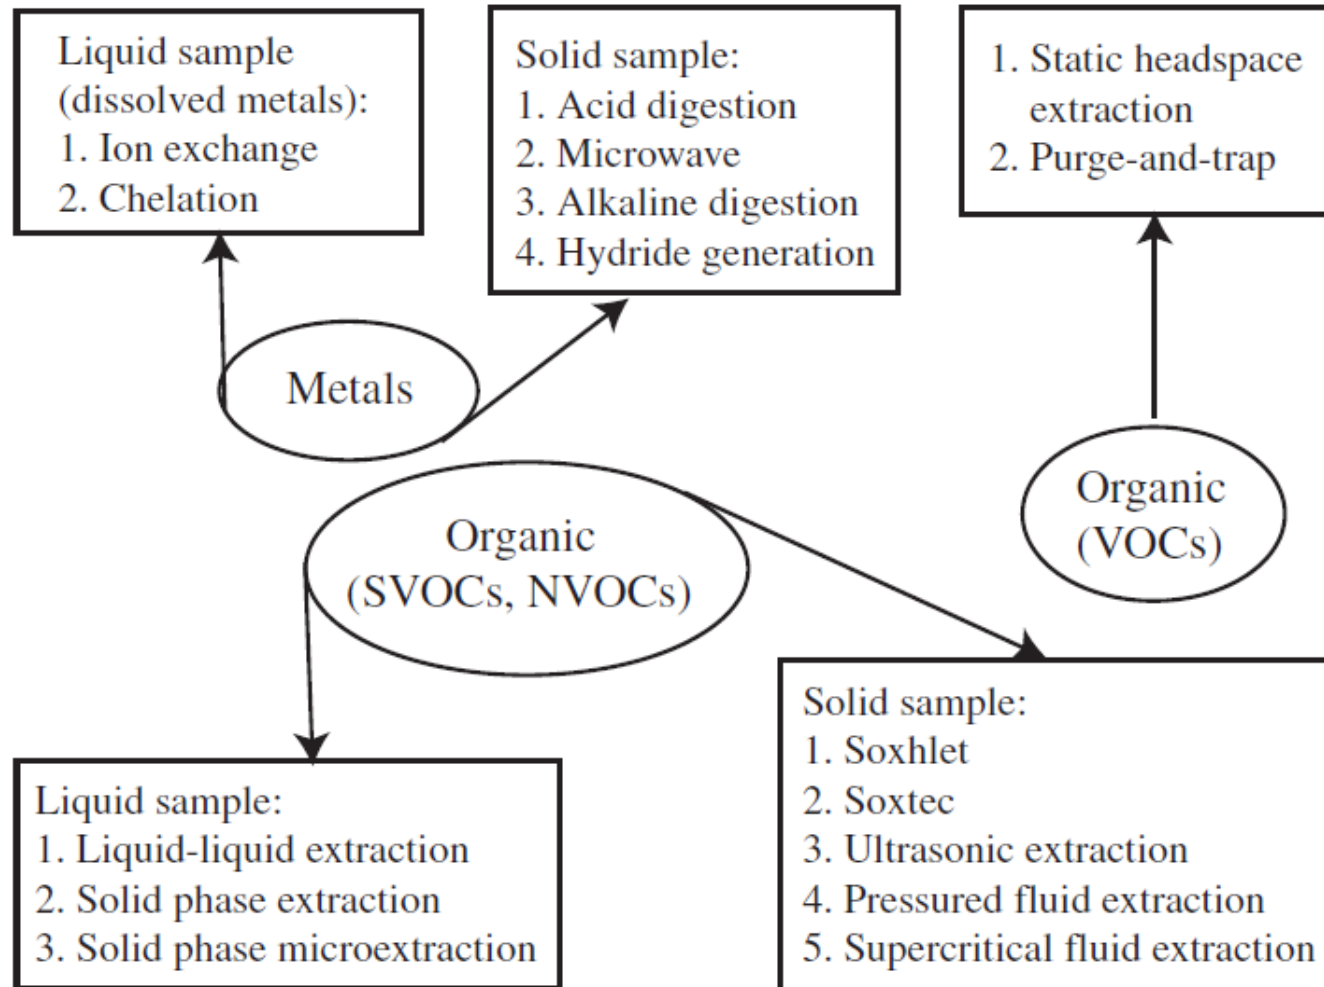 Liquid sample
(dissolved metals):
1. Ion exchange
2. Chelation
Solid sample:
1. Acid digestion
2. Microwave
3. Alkaline digestion
4. Hydride generation
1. Static headspace
extraction
2. Purge-and-trap
Metals
Organic
(SVOCs, NVOCs)
Organic
(VOCs)
Liquid sample:
1. Liquid-liquid extraction
2. Solid phase extraction
3. Solid phase microextraction
Solid sample:
1. Soxhlet
2. Soxtec
3. Ultrasonic extraction
4. Pressured fluid extraction
5. Supercritical fluid extraction